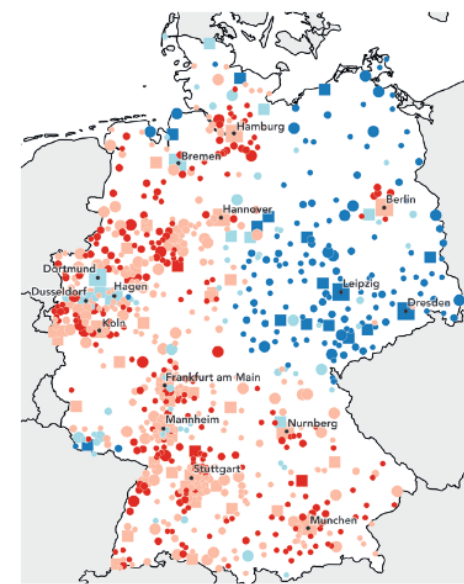 Hamburg
Bremen
Berlin
Hannover
Dortmund
Dusseldorf
Hagen
Leipzig
Dresden
Koln
Frankfurt am Main
Mannheim
Nurnberg
Stuttgart
Munchen